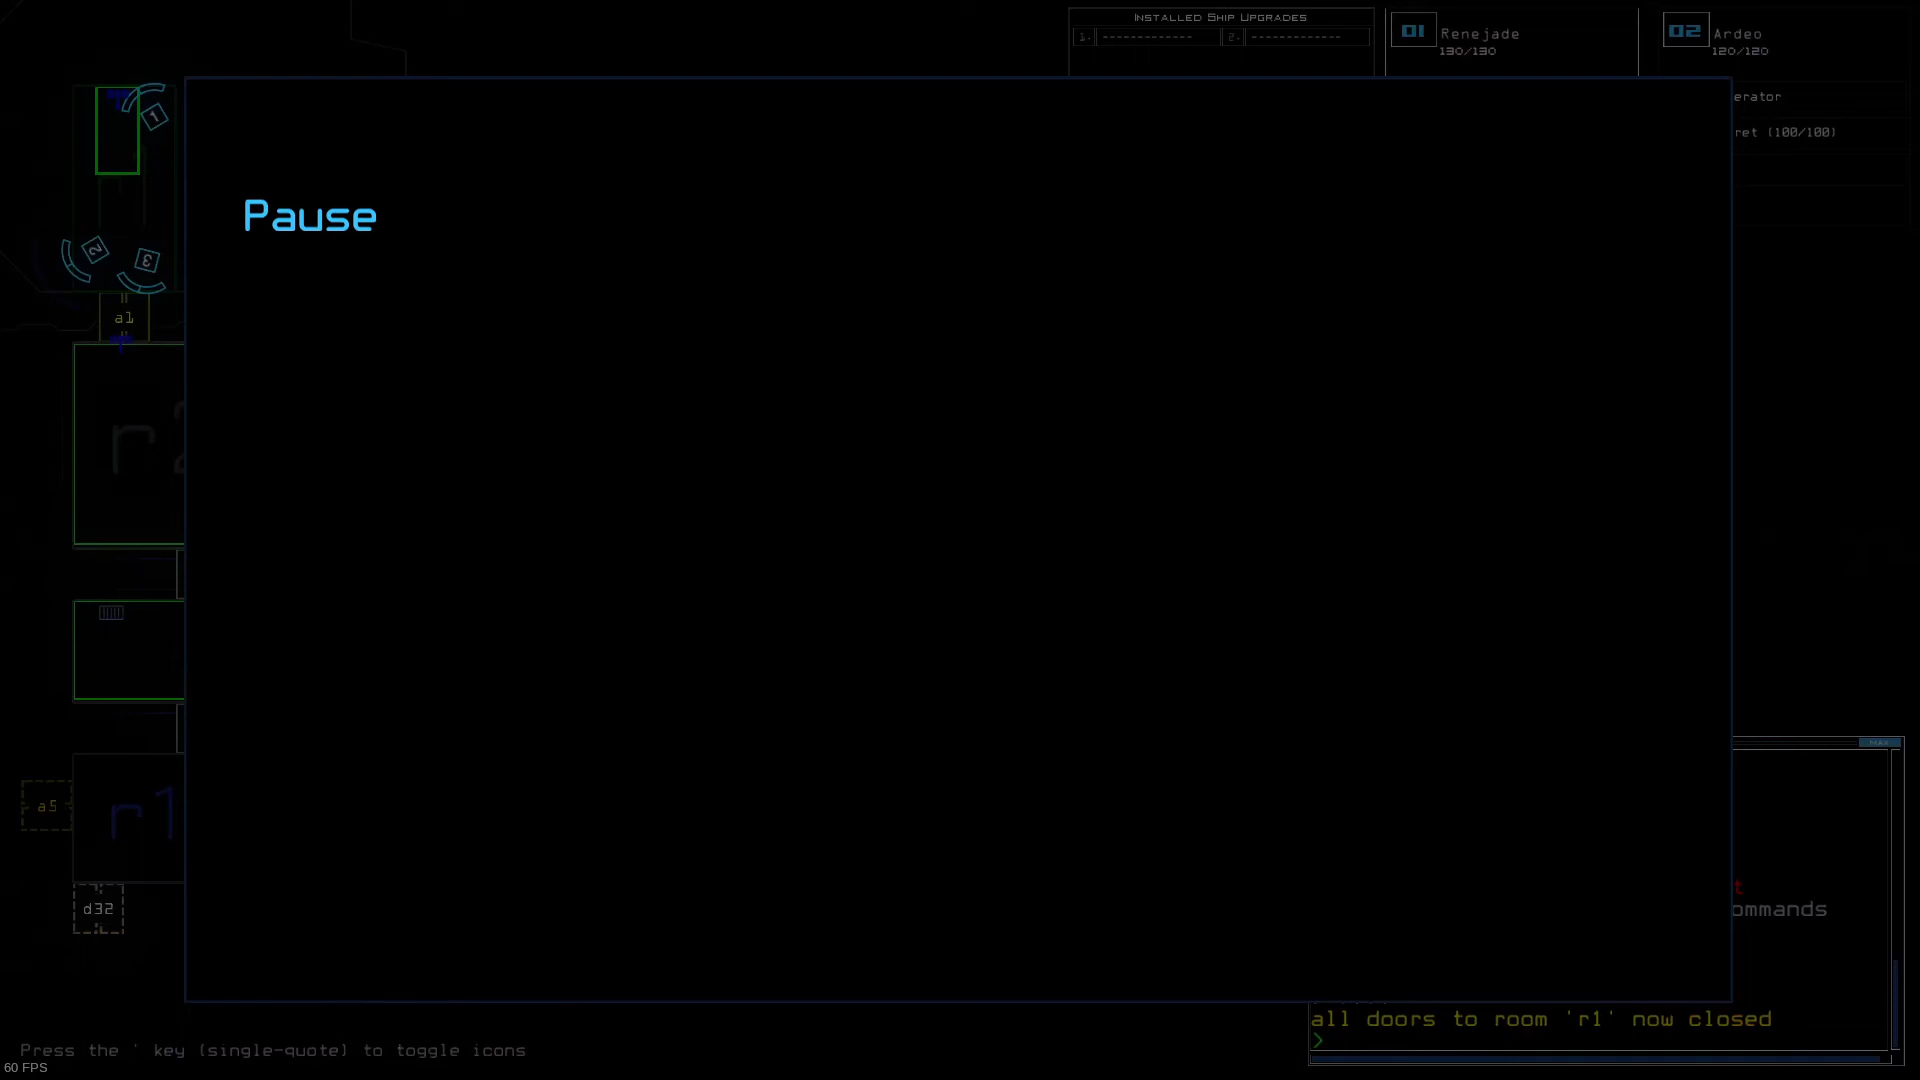 Installed Ship Upgrades
1. -------------
2. -------------
01 Renejade
130/130
02 Ardeo
120/120
erator
ret (100/100)
1
2
3
a1
r2
a5
r1
d32
Pause
MAX
t
ommands
all doors to room 'r1' now closed
>
Press the ' key (single-quote) to toggle icons
60 FPS